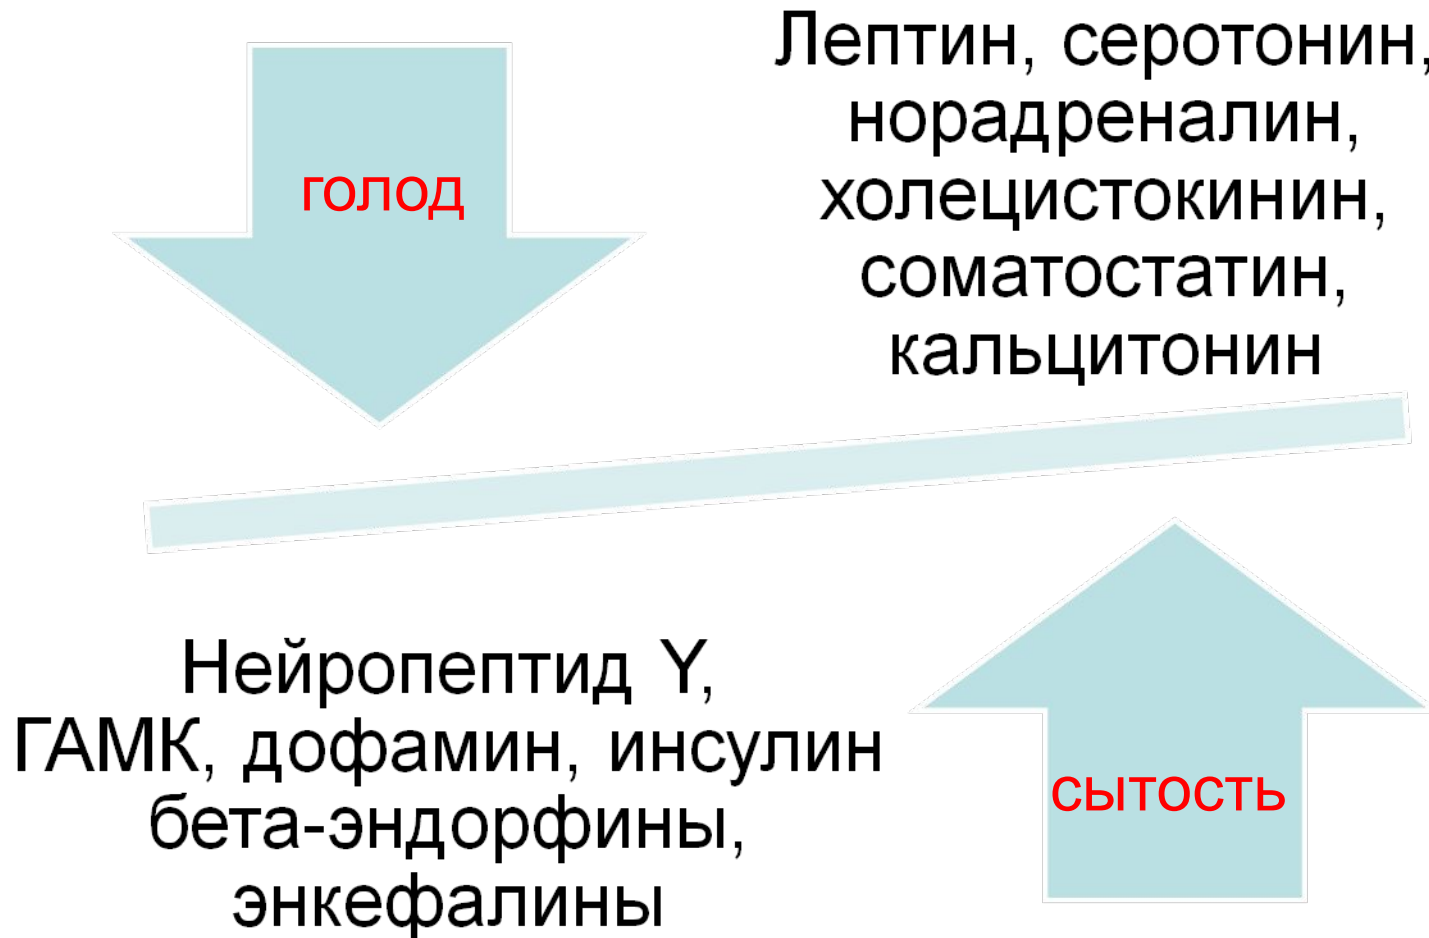 голод
Лептин, серотонин,
норадреналин,
холецистокинин,
соматостатин,
кальцитонин
Нейропептид Y,
ГАМК, дофамин, инсулин
бета-эндорфины,
энкефалины
сытость